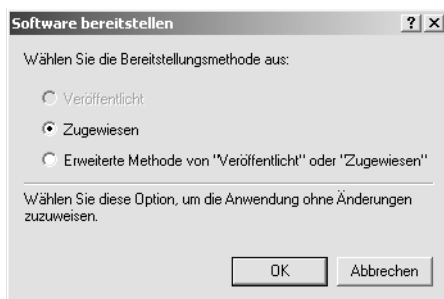 Software bereitstellen
Wählen Sie die Bereitstellungsmethode aus:
Veröffentlicht
Zugewiesen
Erweiterte Methode von "Veröffentlicht" oder "Zugewiesen"
Wählen Sie diese Option, um die Anwendung ohne Änderungen
zuzuweisen.
OK Abbrechen